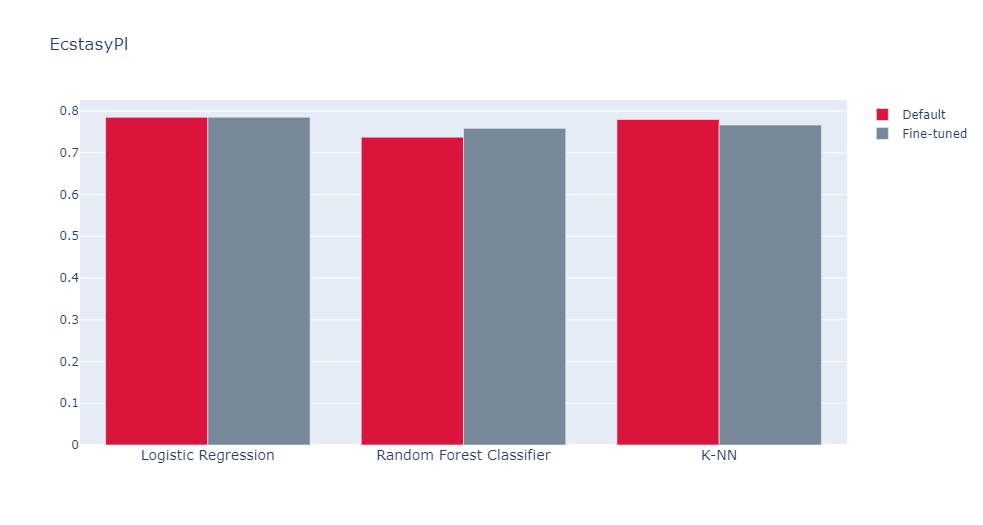 EcstasyPl
0.8
0.7
0.6
0.5
0.4
0.3
0.2
0.1
0
Logistic Regression
Random Forest Classifier
K-NN
Default
Fine-tuned